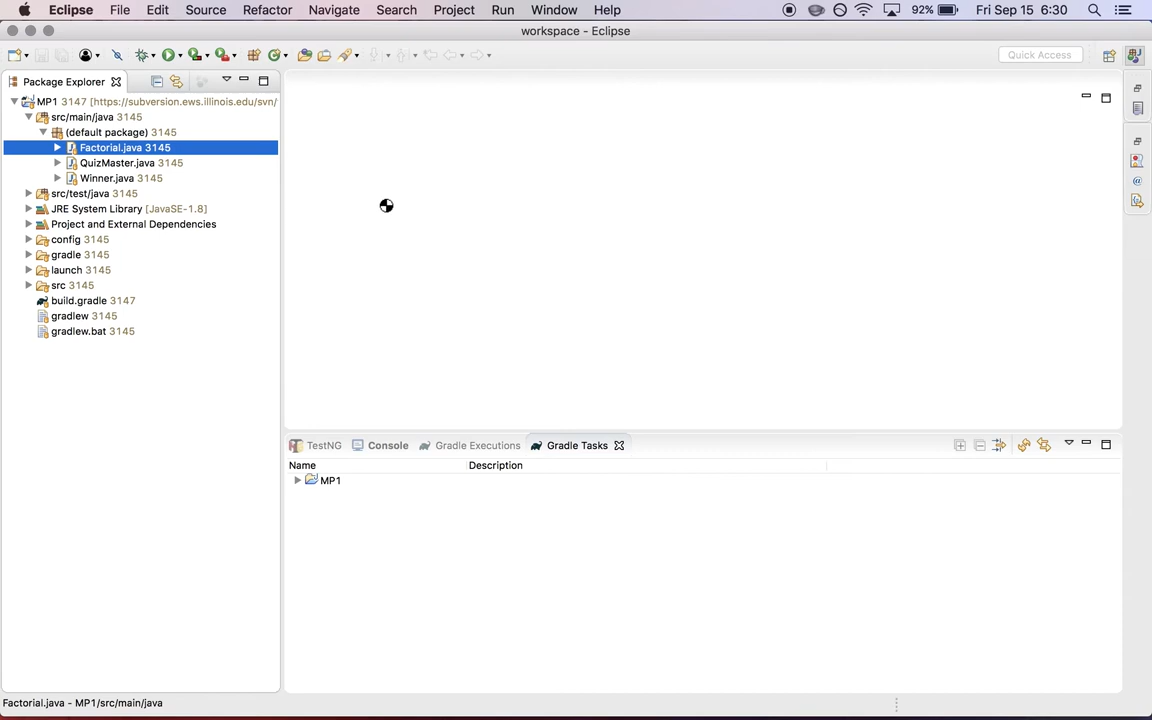 Eclipse File Edit Source Refactor Navigate Search Project Run Window Help 92% Fri Sep 15 6:30
workspace - Eclipse
Quick Access
Package Explorer
MP1 3147 [https://subversion.ews.illinois.edu/svn/
src/main/java 3145
(default package) 3145
Factorial.java 3145
QuizMaster.java 3145
Winner.java 3145
src/test/java 3145
JRE System Library [JavaSE-1.8]
Project and External Dependencies
config 3145
gradle 3145
launch 3145
src 3145
build.gradle 3147
gradlew 3145
gradlew.bat 3145
TestNG Console Gradle Executions Gradle Tasks
Name Description
MP1
Factorial.java - MP1/src/main/java